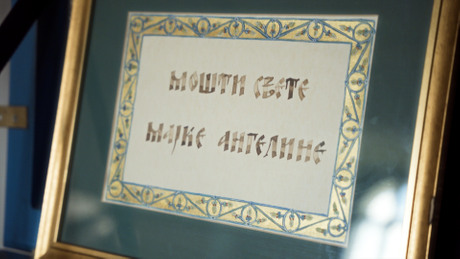 мошти свете
мајке ангелине